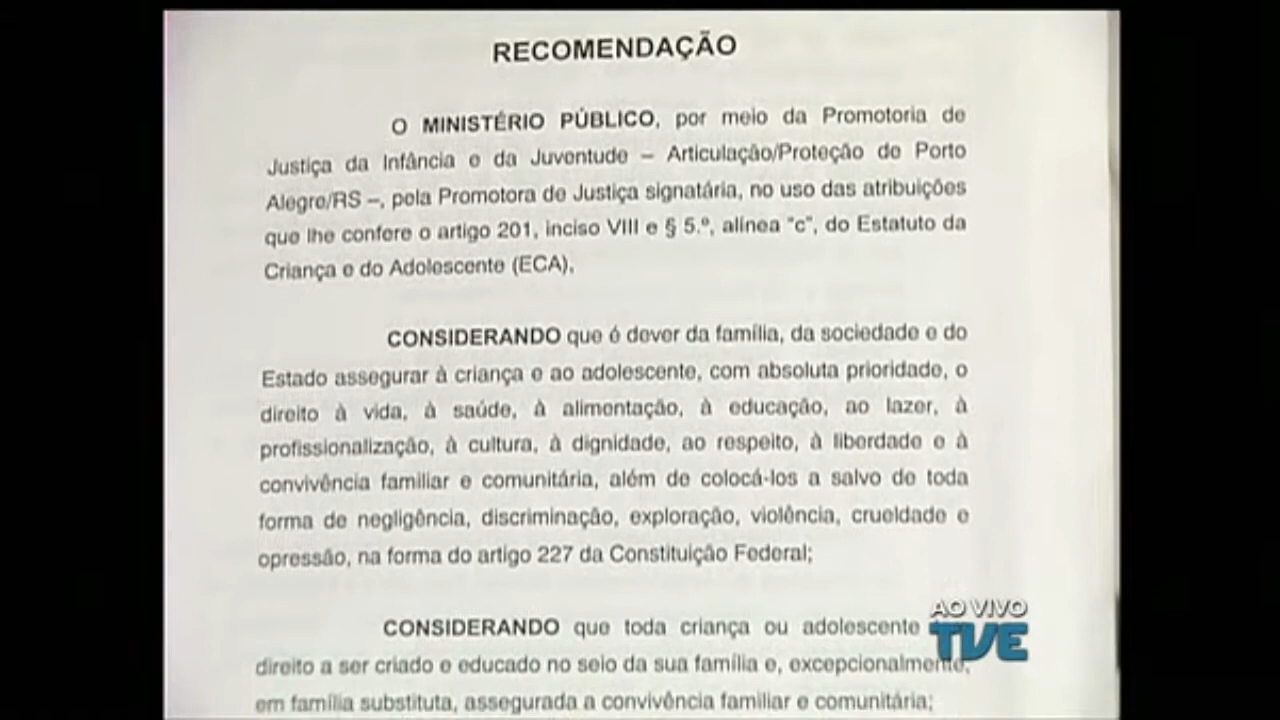 RECOMENDAÇÃO
O MINISTÉRIO PÚBLICO, por meio da Promotoria de
Justiça da Infância e da Juventude – Articulação/Proteção de Porto
Alegre/RS –, pela Promotora de Justiça signatária, no uso das atribuições
que lhe confere o artigo 201, inciso VIII e § 5.º, alínea "c", do Estatuto da
Criança e do Adolescente (ECA),
CONSIDERANDO que é dever da família, da sociedade e do
Estado assegurar à criança e ao adolescente, com absoluta prioridade, o
direito à vida, à saúde, à alimentação, à educação, ao lazer, à
profissionalização, à cultura, à dignidade, ao respeito, à liberdade e à
convivência familiar e comunitária, além de colocá-los a salvo de toda
forma de negligência, discriminação, exploração, violência, crueldade e
opressão, na forma do artigo 227 da Constituição Federal;
CONSIDERANDO que toda criança ou adolescente
direito a ser criado e educado no seio da sua família e, excepcionalmente,
em família substituta, assegurada a convivência familiar e comunitária;
AO VIVO
TVE